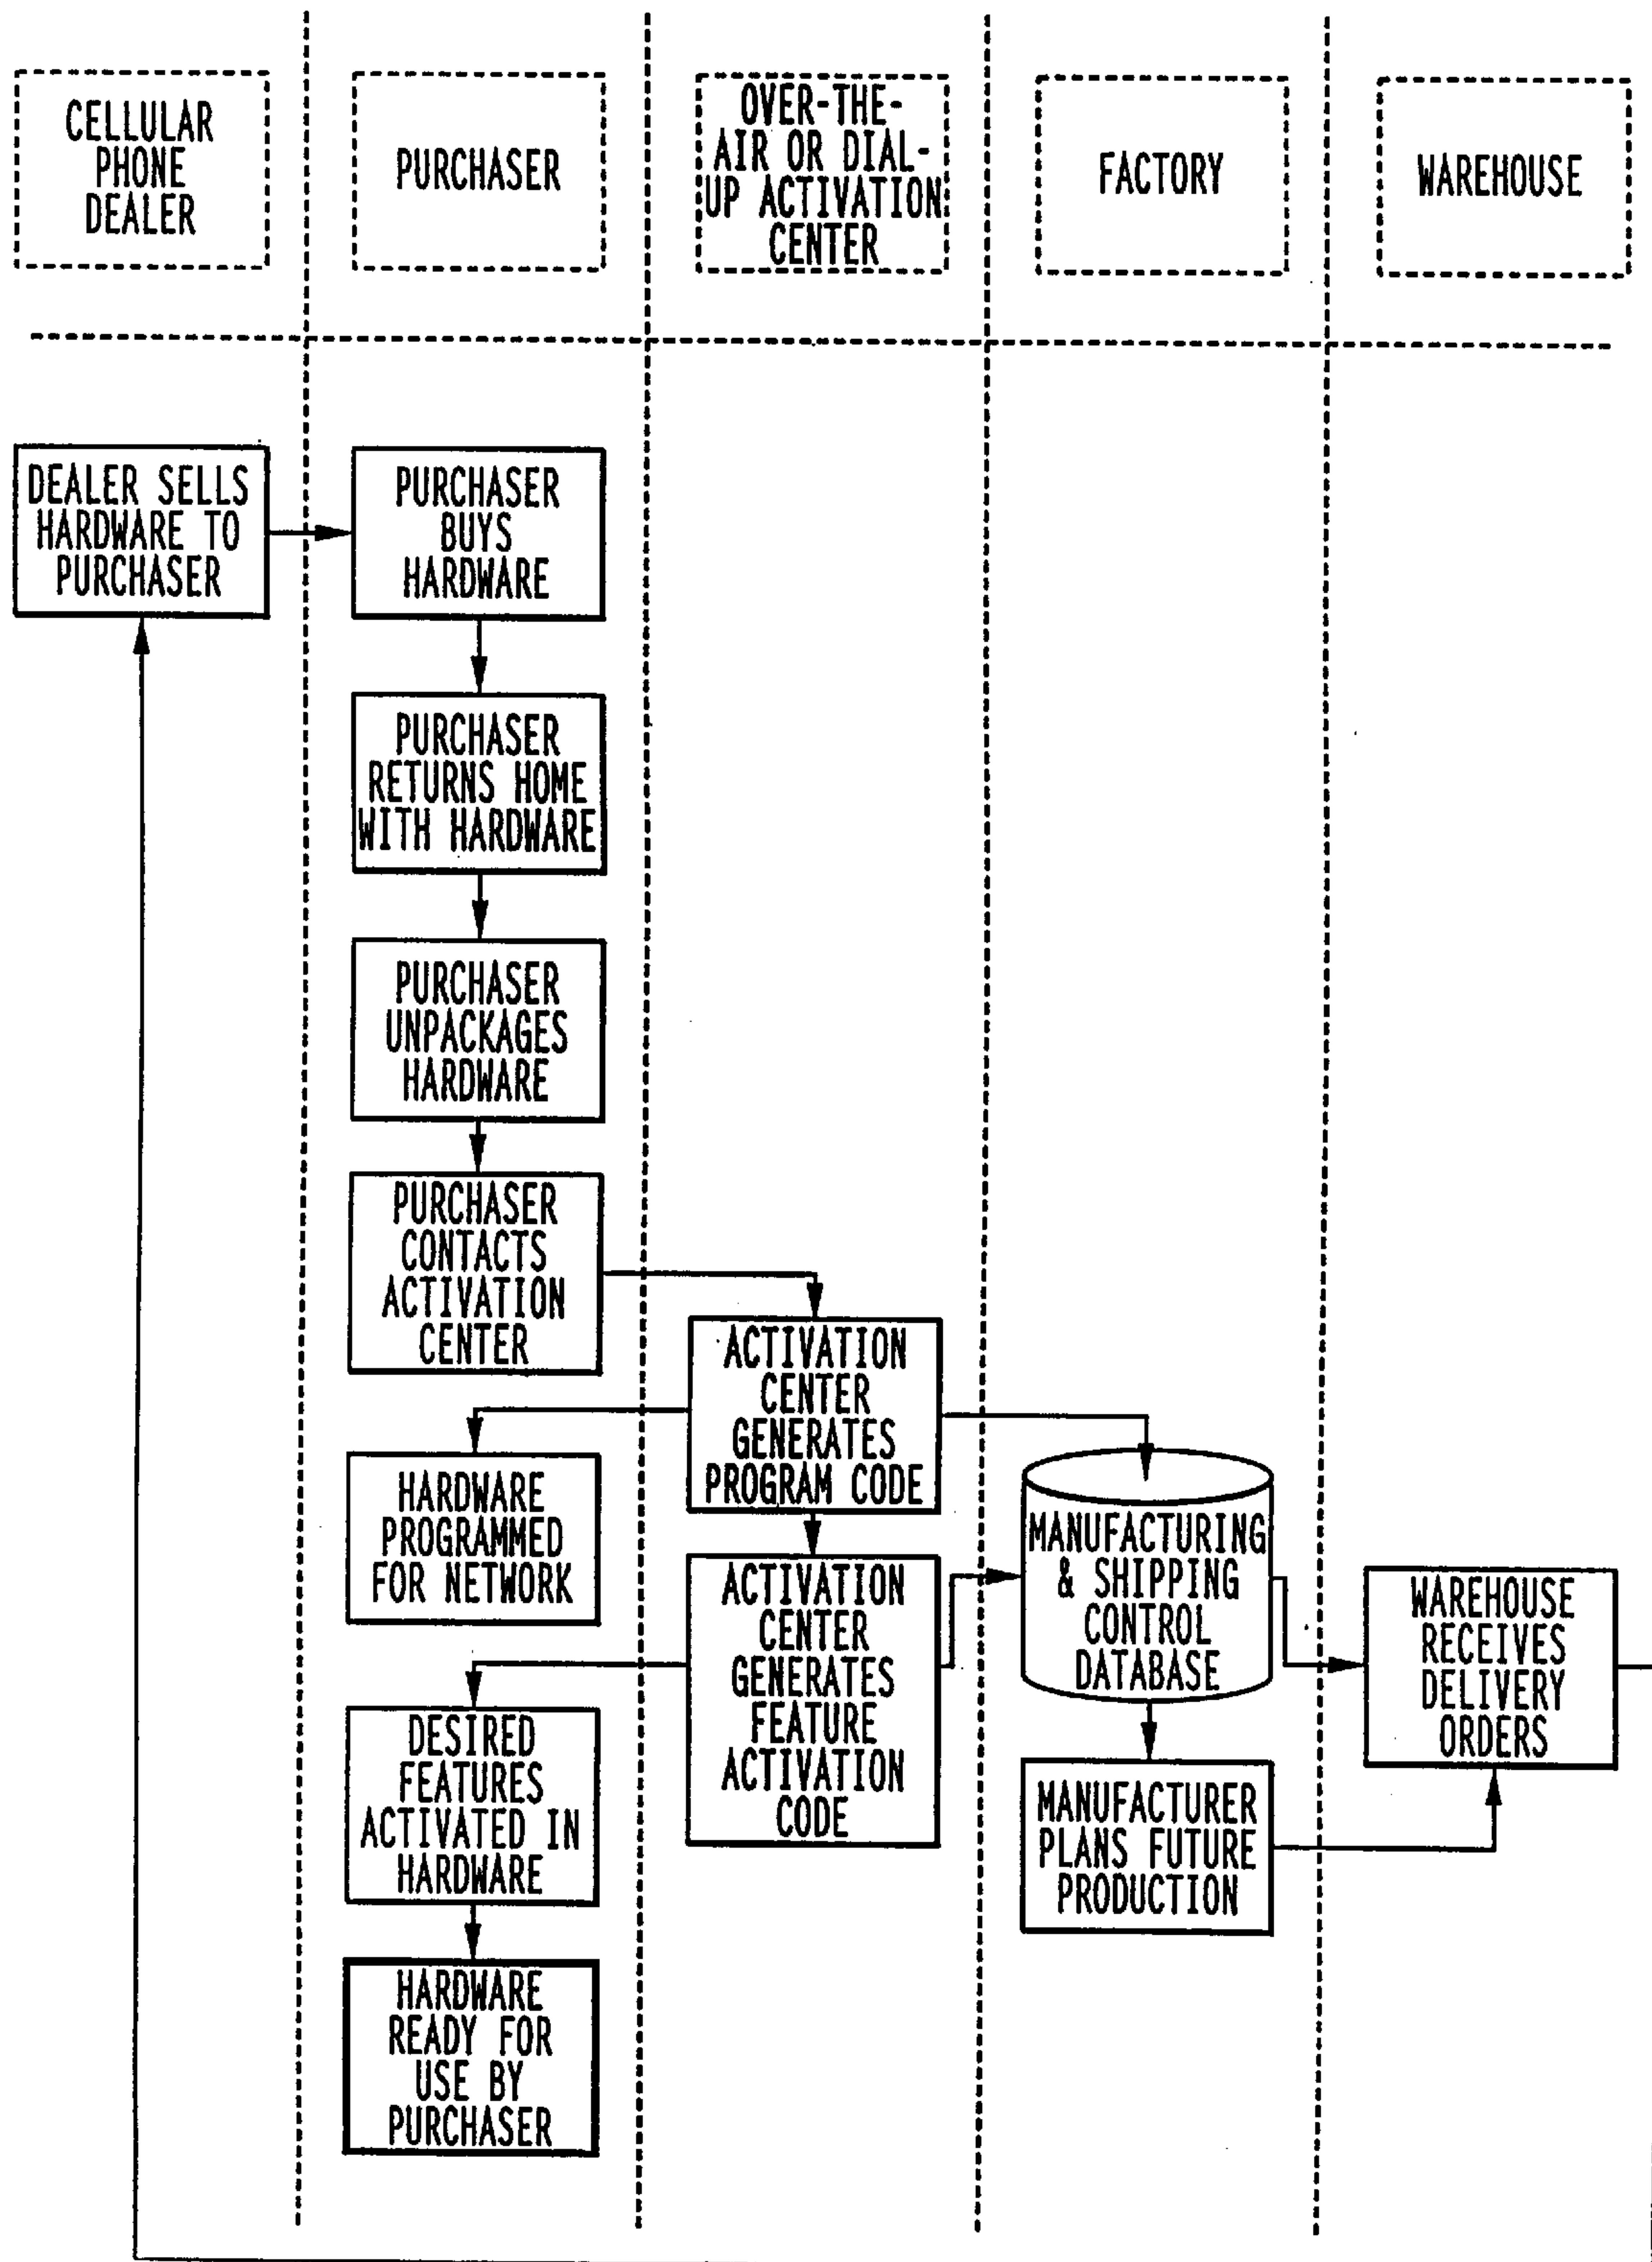 CELLULAR
PHONE
DEALER
PURCHASER
OVER-THE-
AIR OR DIAL-
UP ACTIVATION
CENTER
FACTORY
WAREHOUSE
DEALER SELLS
HARDWARE TO
PURCHASER
PURCHASER
BUYS
HARDWARE
PURCHASER
RETURNS HOME
WITH HARDWARE
PURCHASER
UNPACKAGES
HARDWARE
PURCHASER
CONTACTS
ACTIVATION
CENTER
ACTIVATION
CENTER
GENERATES
PROGRAM CODE
HARDWARE
PROGRAMMED
FOR NETWORK
MANUFACTURING
& SHIPPING
CONTROL
DATABASE
ACTIVATION
CENTER
GENERATES
FEATURE
ACTIVATION
CODE
WAREHOUSE
RECEIVES
DELIVERY
ORDERS
DESIRED
FEATURES
ACTIVATED IN
HARDWARE
MANUFACTURER
PLANS FUTURE
PRODUCTION
HARDWARE
READY FOR
USE BY
PURCHASER